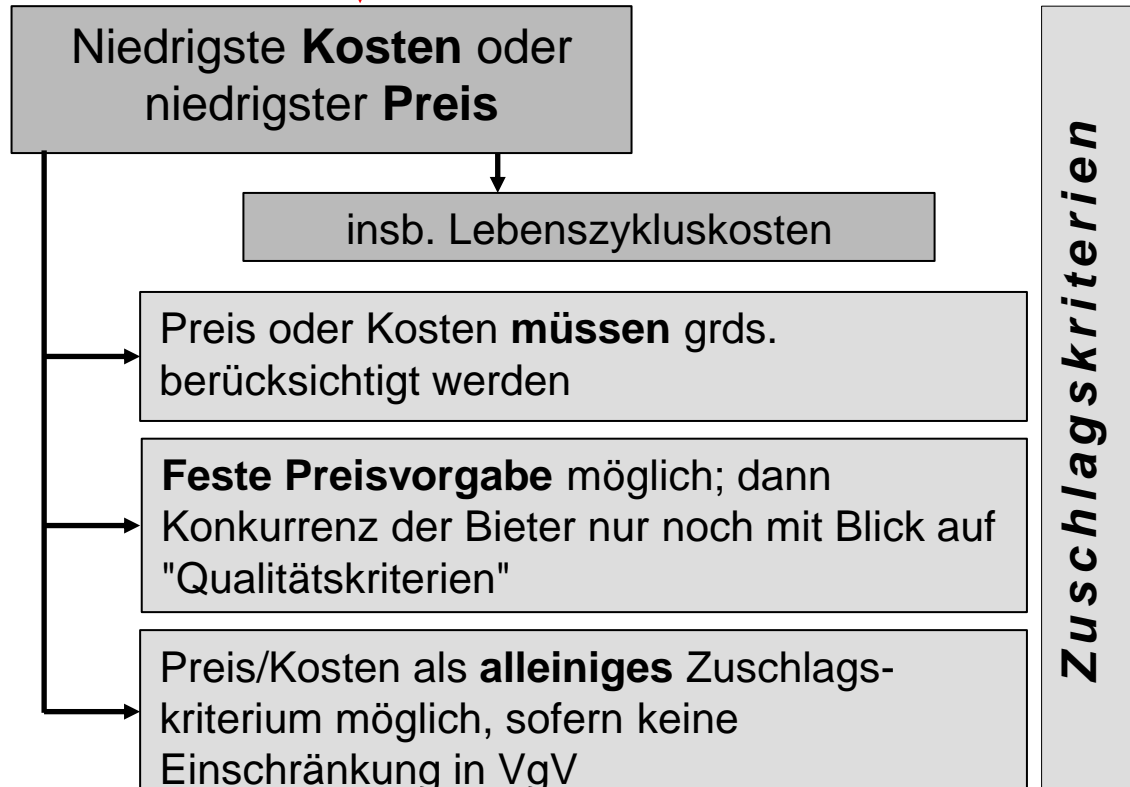 Niedrigste Kosten oder
niedrigster Preis
insb. Lebenszykluskosten
Preis oder Kosten müssen grds.
berücksichtigt werden
Feste Preisvorgabe möglich; dann
Konkurrenz der Bieter nur noch mit Blick auf
"Qualitätskriterien"
Preis/Kosten als alleiniges Zuschlags-
kriterium möglich, sofern keine
Einschränkung in VgV
Zuschlagskriterien